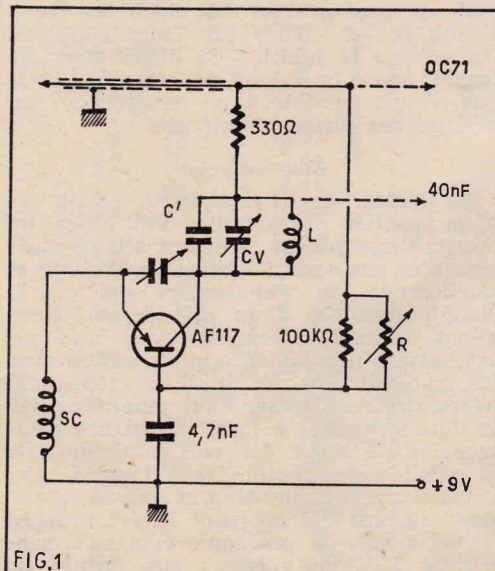 OC71
330Ω
40nF
C'
CV
L
AF117
100KΩ
R
SC
4,7nF
+9V
FIG.1